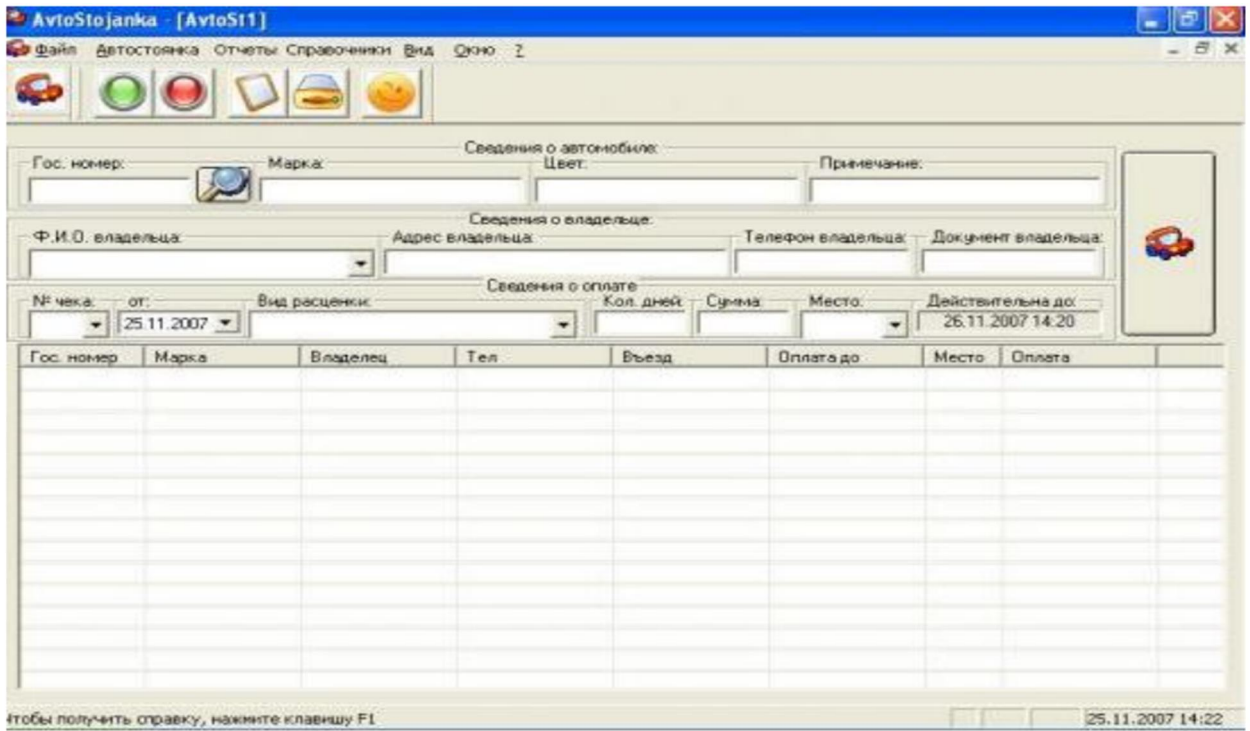 AvtoStojanka - [AvtoSt1]
Файл Автостоянка Отчеты Справочники Вид Окно ?
Сведения о автомобиле:
Гос. номер: Марка: Цвет: Примечание:
Сведения о владельце:
Ф.И.О. владельца: Адрес владельца: Телефон владельца: Документ владельца:
Сведения о оплате
№ чека: от: Вид расценки: Кол. дней: Сумма: Место: Действительна до:
25.11.2007 26.11.2007 14:20
Гос. номер Марка Владелец Тел Въезд Оплата до Место Оплата
Чтобы получить справку, нажмите клавишу F1 25.11.2007 14:22